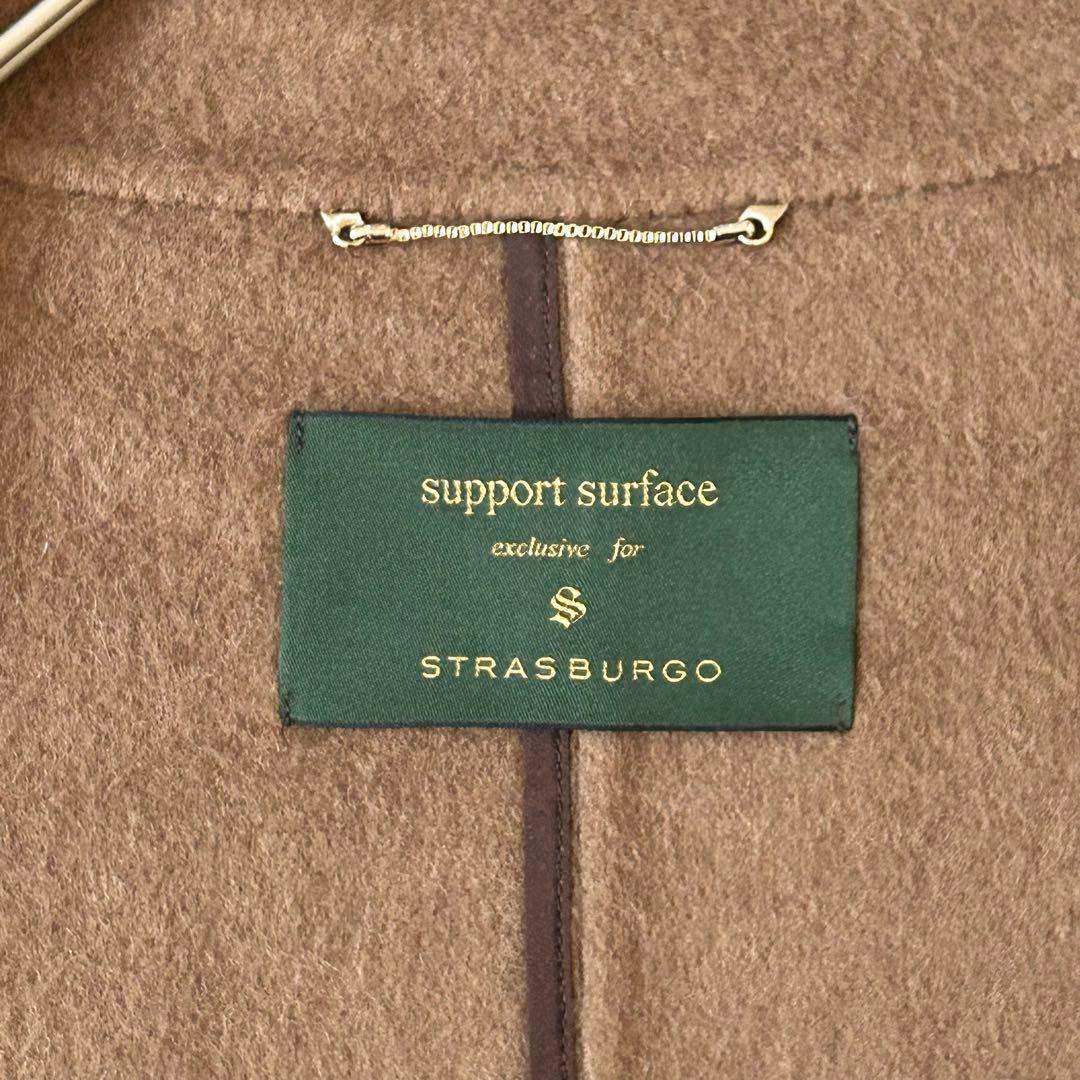 support surface
exclusive for
S
STRASBURGO